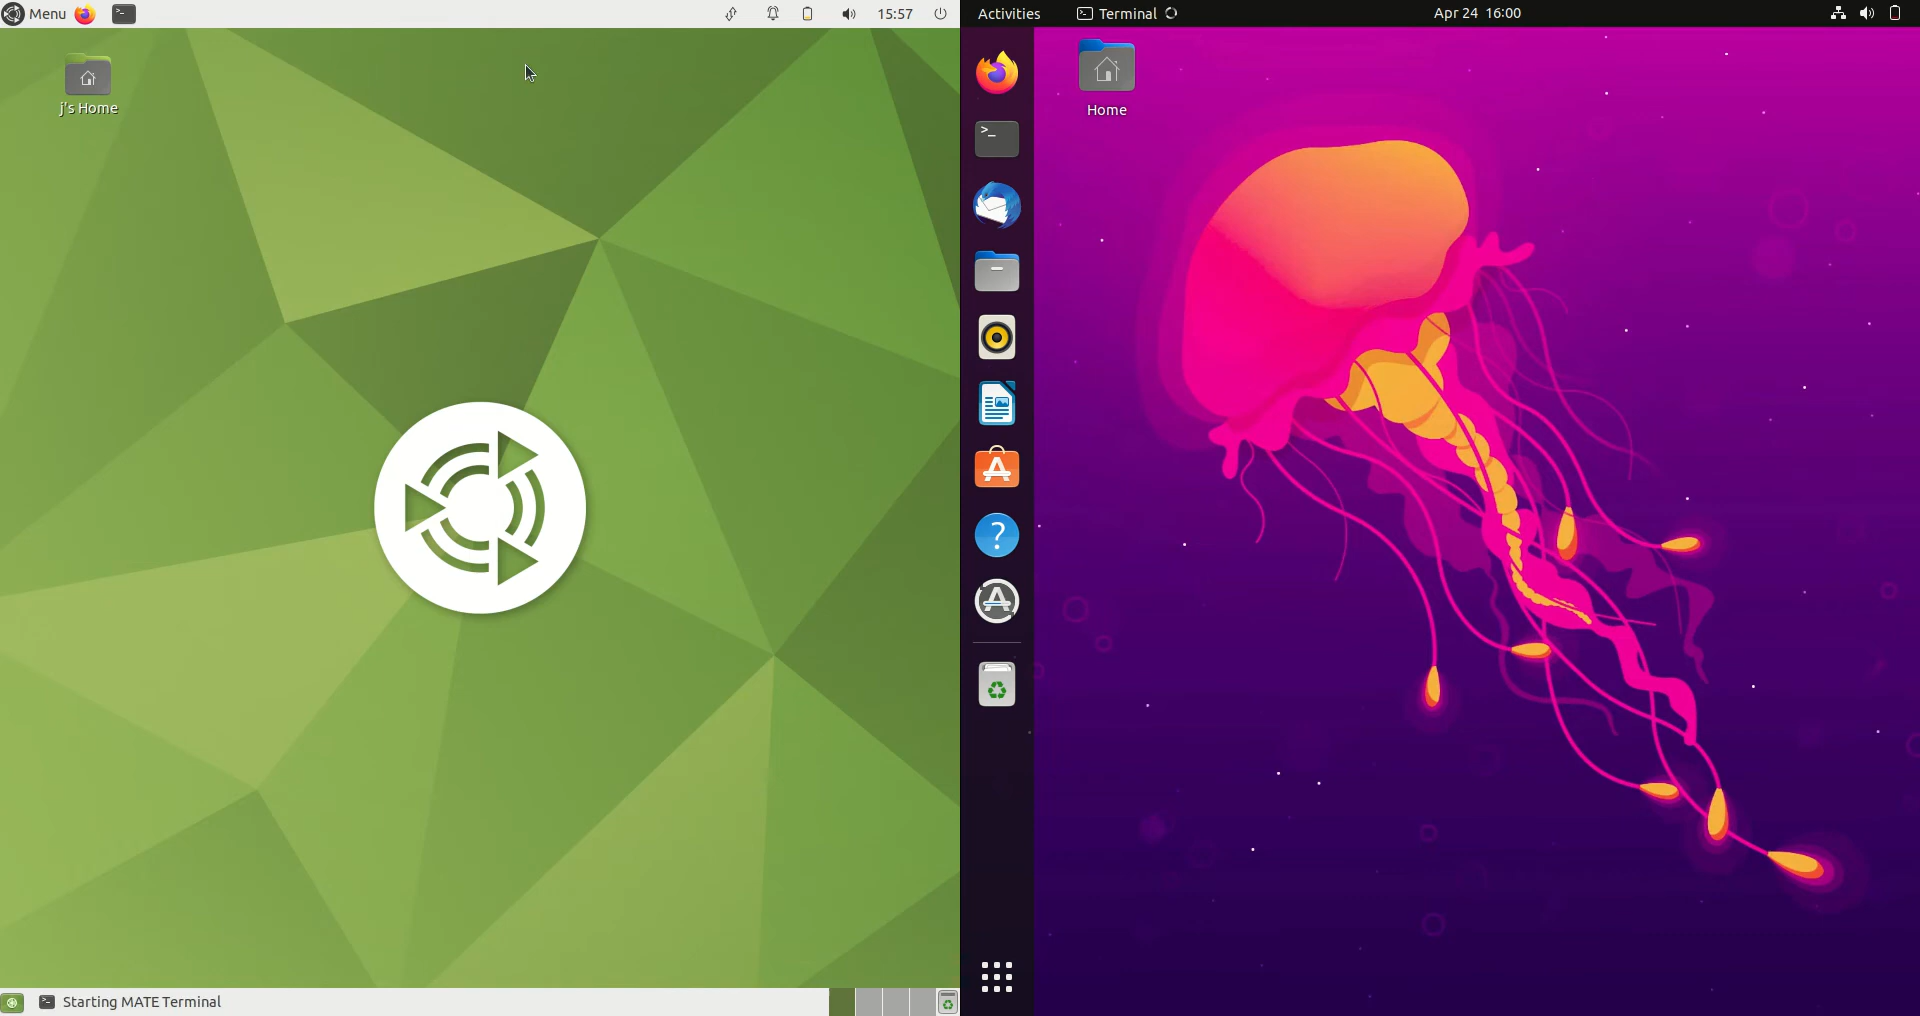 Menu
15:57
j's Home
Starting MATE Terminal
Activities
Terminal
Apr 24 16:00
Home
>_
?